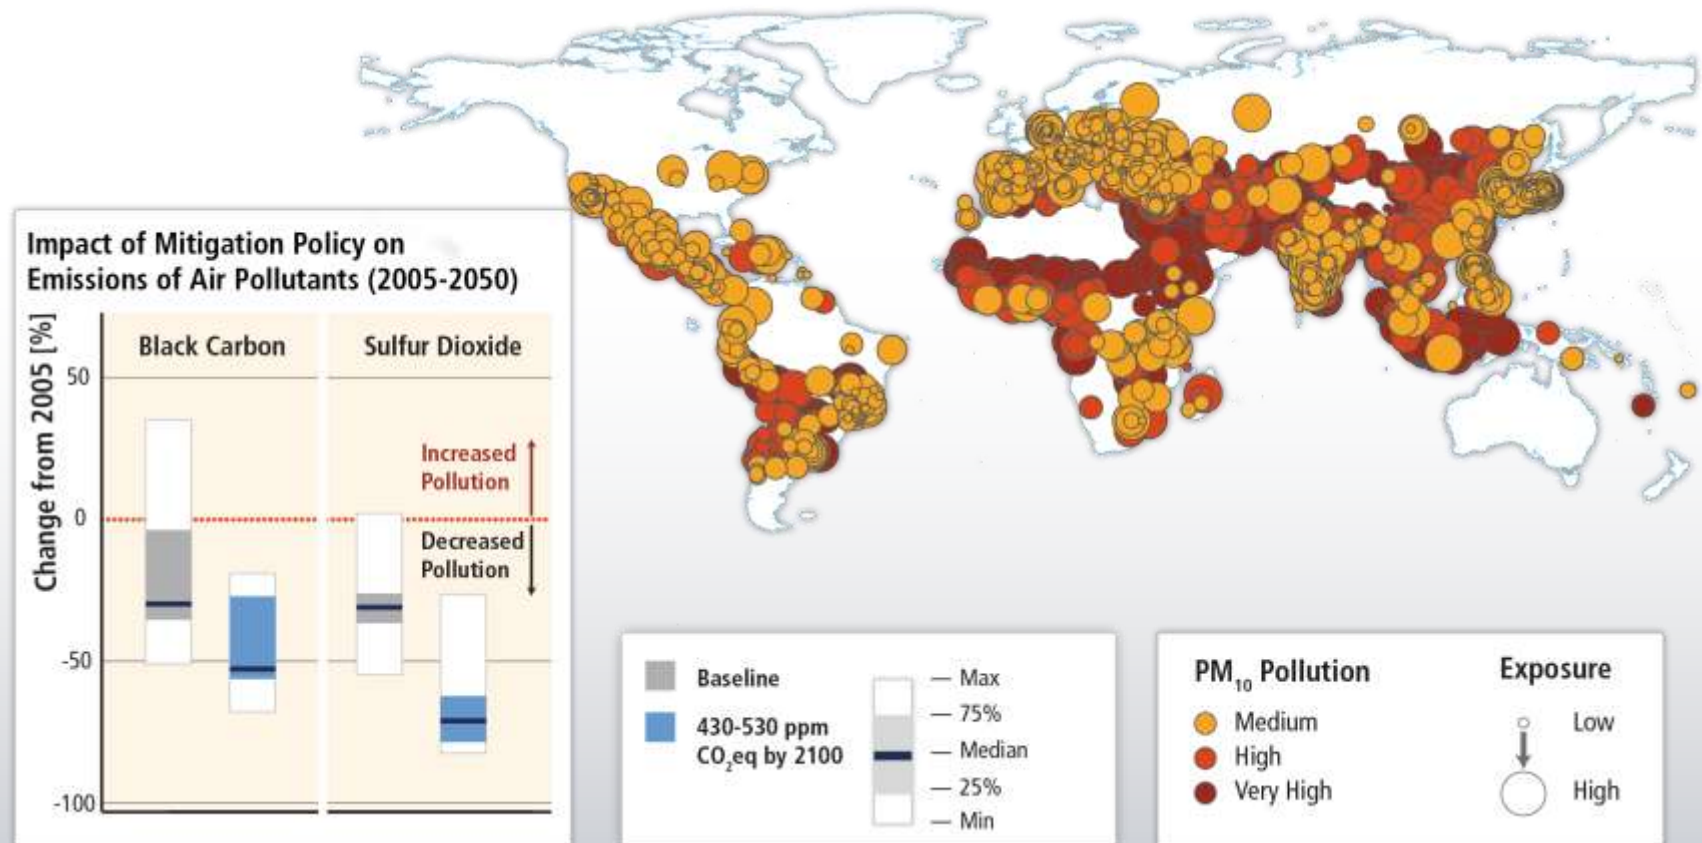 Impact of Mitigation Policy on
Emissions of Air Pollutants (2005-2050)
Change from 2005 [%]
Black Carbon
Sulfur Dioxide
50
0
-50
-100
Increased
Pollution
Decreased
Pollution
Baseline
430-530 ppm
CO₂eq by 2100
Max
75%
Median
25%
Min
PM₁₀ Pollution
Medium
High
Very High
Exposure
Low
High